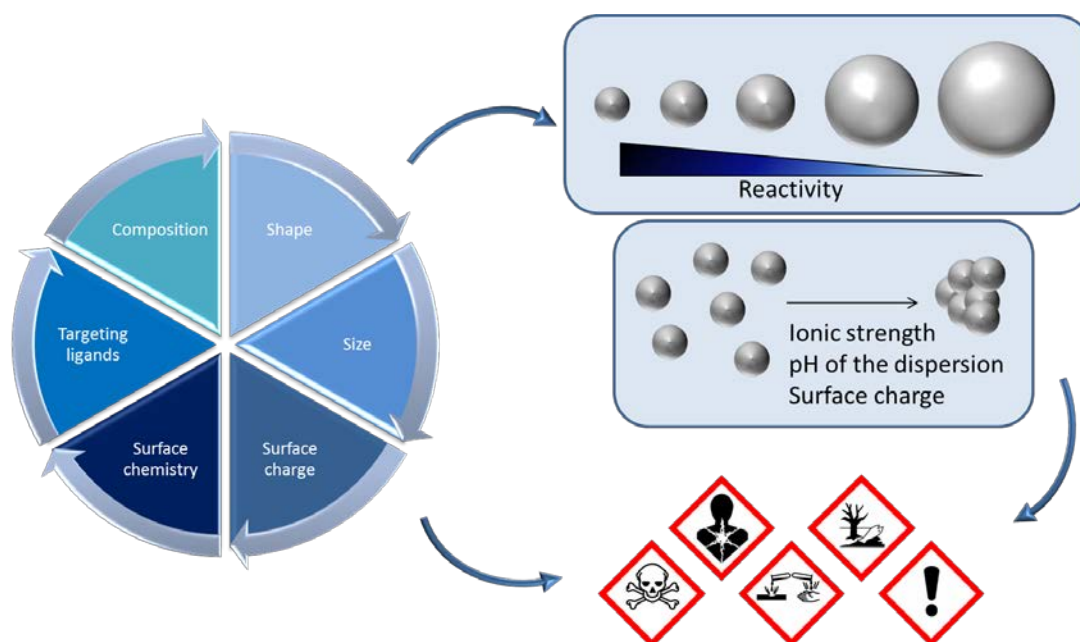 Composition
Shape
Targeting
ligands
Size
Surface
chemistry
Surface
charge
Reactivity
Ionic strength
pH of the dispersion
Surface charge